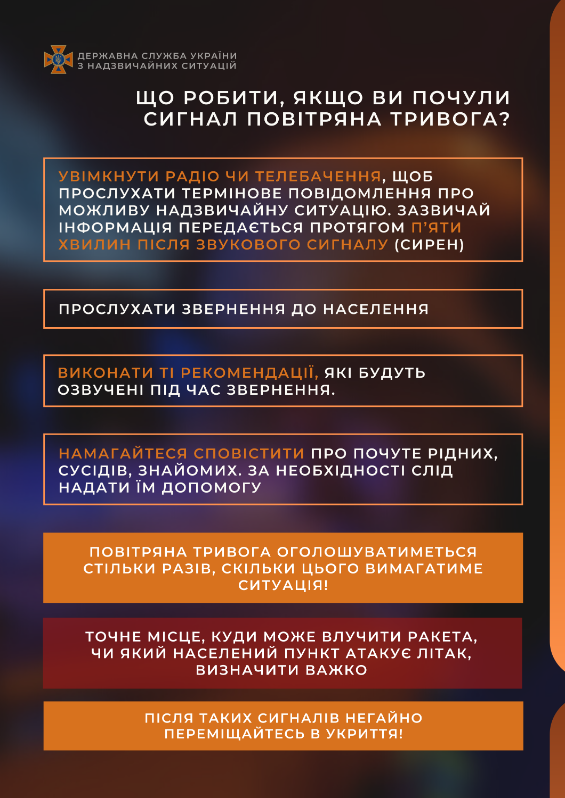 ДЕРЖАВНА СЛУЖБА УКРАЇНИ
З НАДЗВИЧАЙНИХ СИТУАЦІЙ
ЩО РОБИТИ, ЯКЩО ВИ ПОЧУЛИ
СИГНАЛ ПОВІТРЯНА ТРИВОГА?
УВІМКНУТИ РАДІО ЧИ ТЕЛЕБАЧЕННЯ, ЩОБ
ПРОСЛУХАТИ ТЕРМІНОВЕ ПОВІДОМЛЕННЯ ПРО
МОЖЛИВУ НАДЗВИЧАЙНУ СИТУАЦІЮ. ЗАЗВИЧАЙ
ІНФОРМАЦІЯ ПЕРЕДАЄТЬСЯ ПРОТЯГОМ П'ЯТИ
ХВИЛИН ПІСЛЯ ЗВУКОВОГО СИГНАЛУ (СИРЕН)
ПРОСЛУХАТИ ЗВЕРНЕННЯ ДО НАСЕЛЕННЯ
ВИКОНАТИ ТІ РЕКОМЕНДАЦІЇ, ЯКІ БУДУТЬ
ОЗВУЧЕНІ ПІД ЧАС ЗВЕРНЕННЯ.
НАМАГАЙТЕСЯ СПОВІСТИТИ ПРО ПОЧУТЕ РІДНИХ,
СУСІДІВ, ЗНАЙОМИХ. ЗА НЕОБХІДНОСТІ СЛІД
НАДАТИ ЇМ ДОПОМОГУ
ПОВІТРЯНА ТРИВОГА ОГОЛОШУВАТИМЕТЬСЯ
СТІЛЬКИ РАЗІВ, СКІЛЬКИ ЦЬОГО ВИМАГАТИМЕ
СИТУАЦІЯ!
ТОЧНЕ МІСЦЕ, КУДИ МОЖЕ ВЛУЧИТИ РАКЕТА,
ЧИ ЯКИЙ НАСЕЛЕНИЙ ПУНКТ АТАКУЄ ЛІТАК,
ВИЗНАЧИТИ ВАЖКО
ПІСЛЯ ТАКИХ СИГНАЛІВ НЕГАЙНО
ПЕРЕМІЩАЙТЕСЬ В УКРИТТЯ!